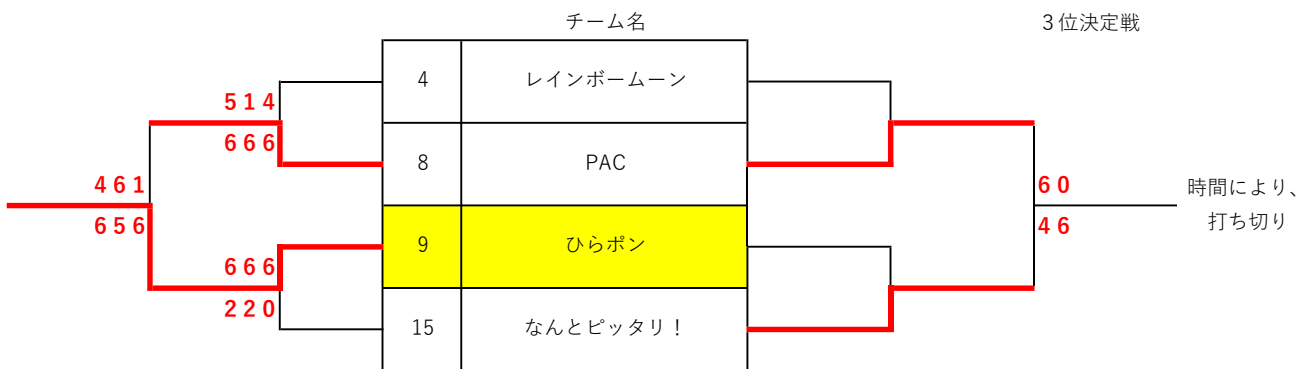 チーム名
3位決定戦
4 レインボームーン
514
666
8 PAC
461
656
60
46
時間により、
打ち切り
9 ひらポン
666
220
15 なんとピッタリ！